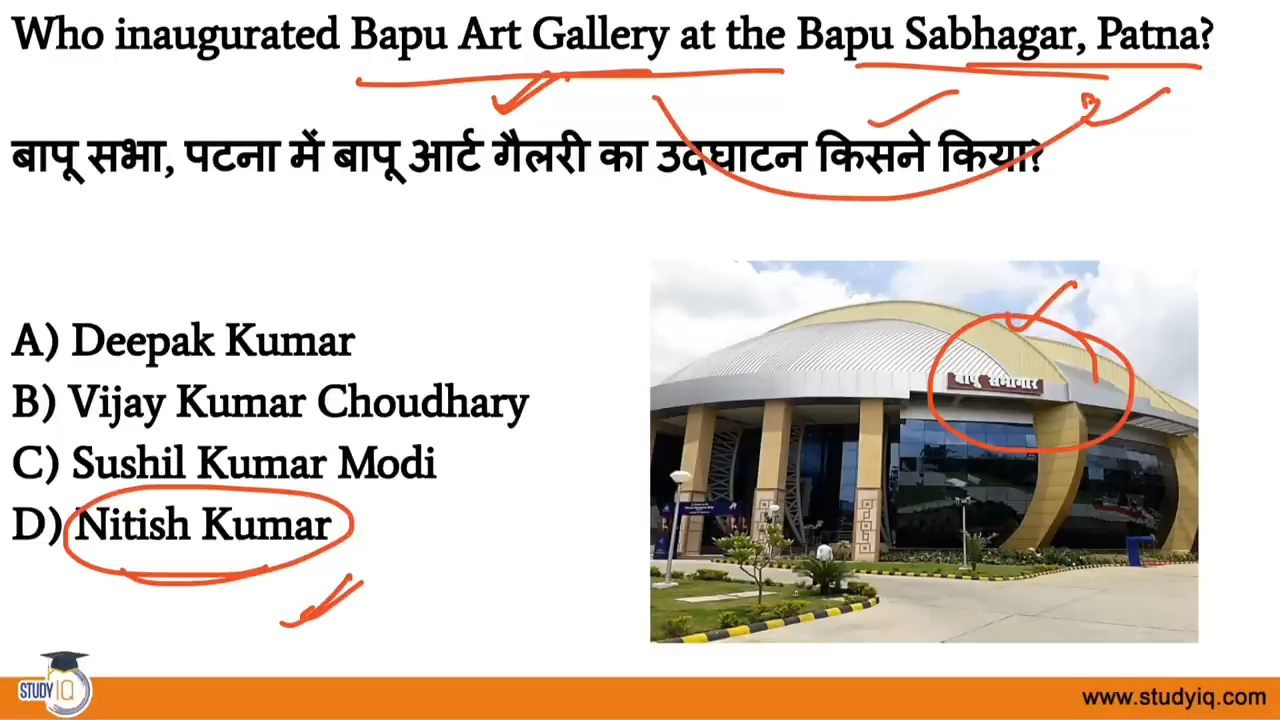 Who inaugurated Bapu Art Gallery at the Bapu Sabhagar, Patna?
बापू सभा, पटना में बापू आर्ट गैलरी का उदघाटन किसने किया?
A) Deepak Kumar
B) Vijay Kumar Choudhary
C) Sushil Kumar Modi
D) Nitish Kumar
बापू सभागार
STUDY IQ
www.studyiq.com